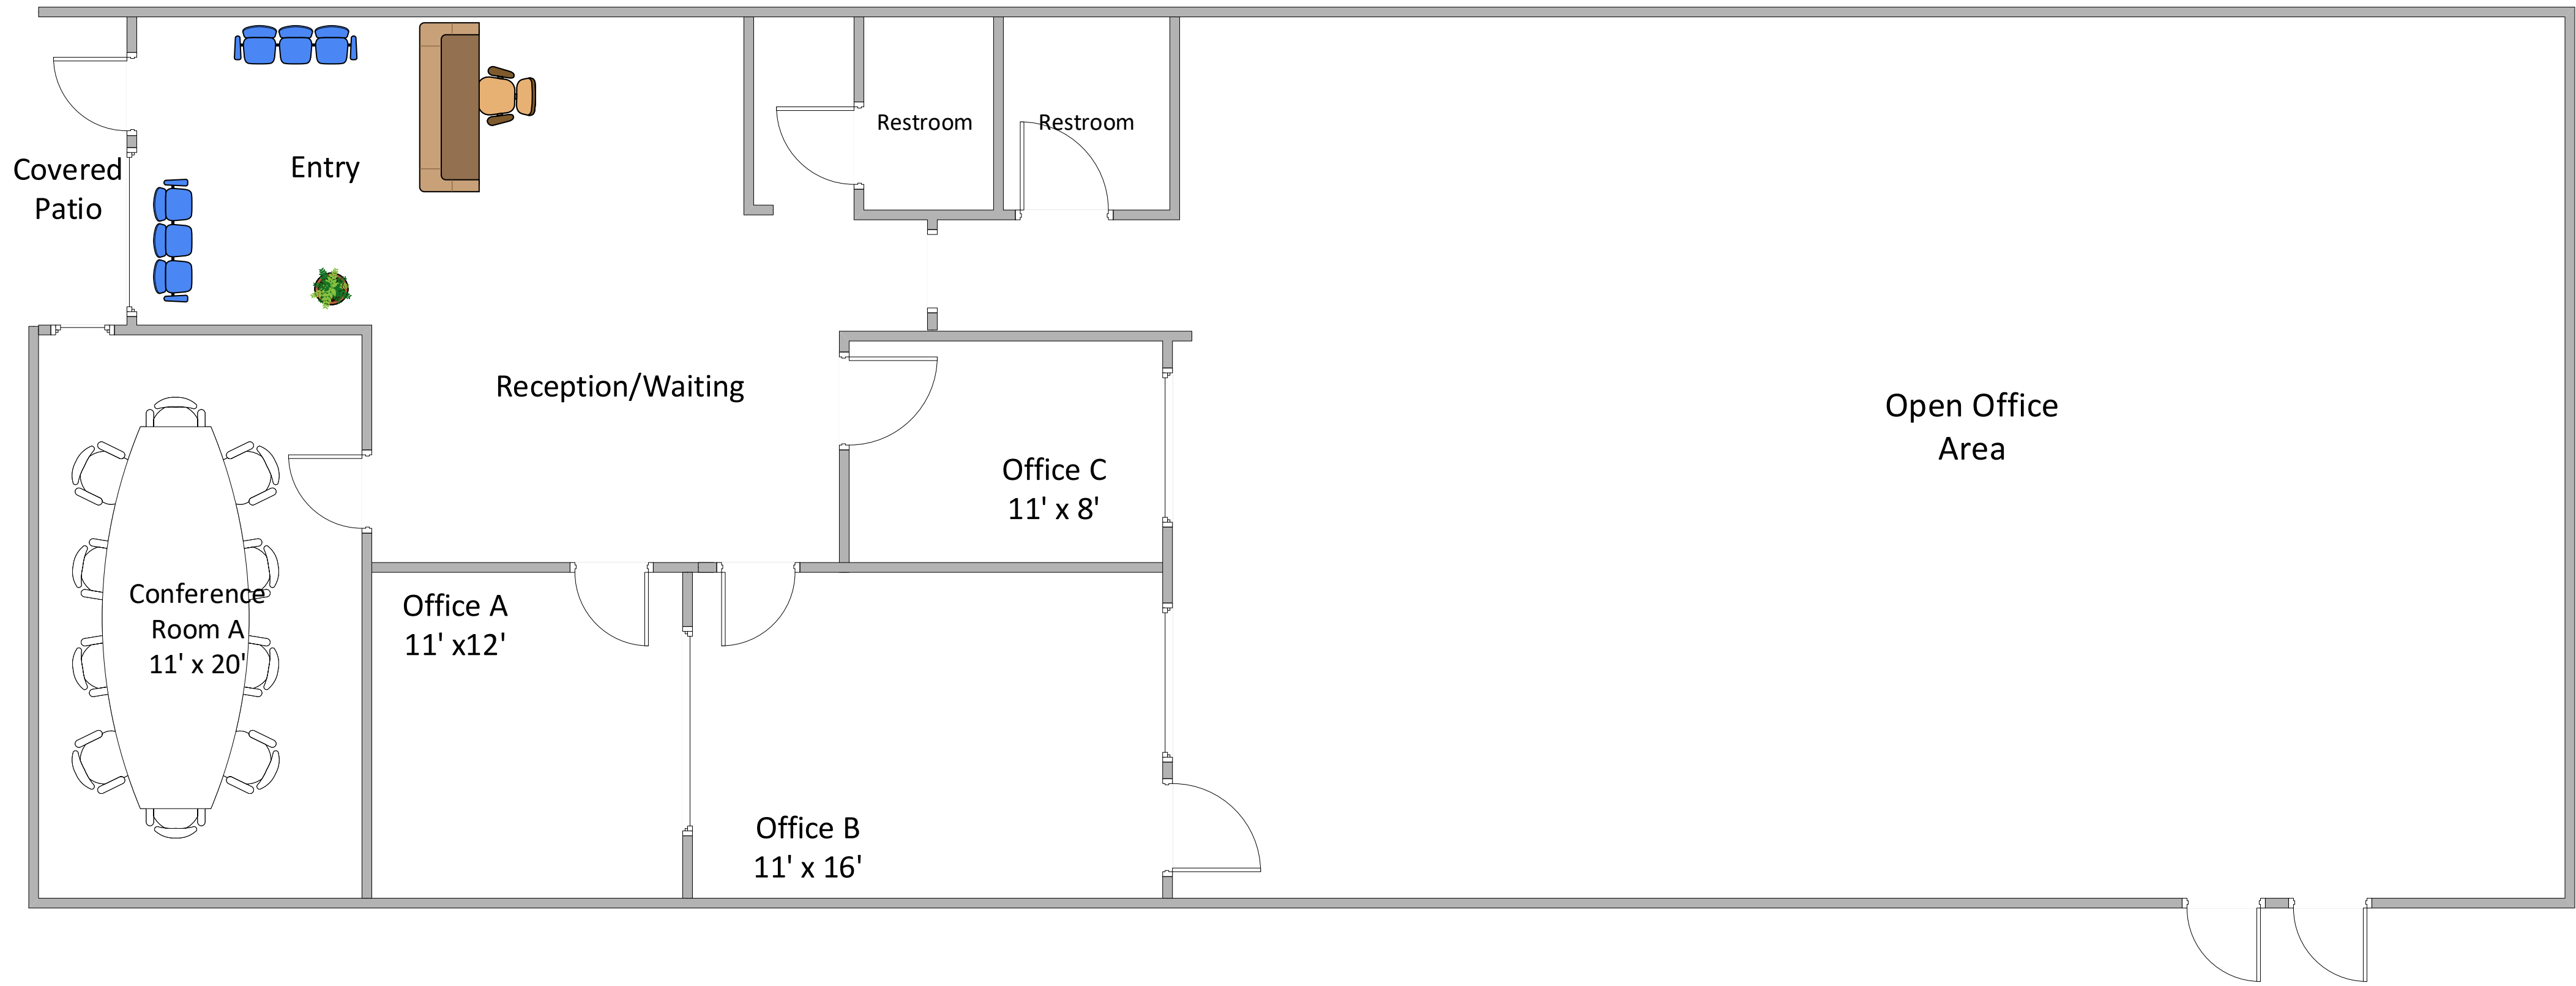 Restroom
Restroom
Covered
Patio
Entry
Reception/Waiting
Open Office
Area
Office C
11' x 8'
Conference
Room A
11' x 20'
Office A
11' x12'
Office B
11' x 16'